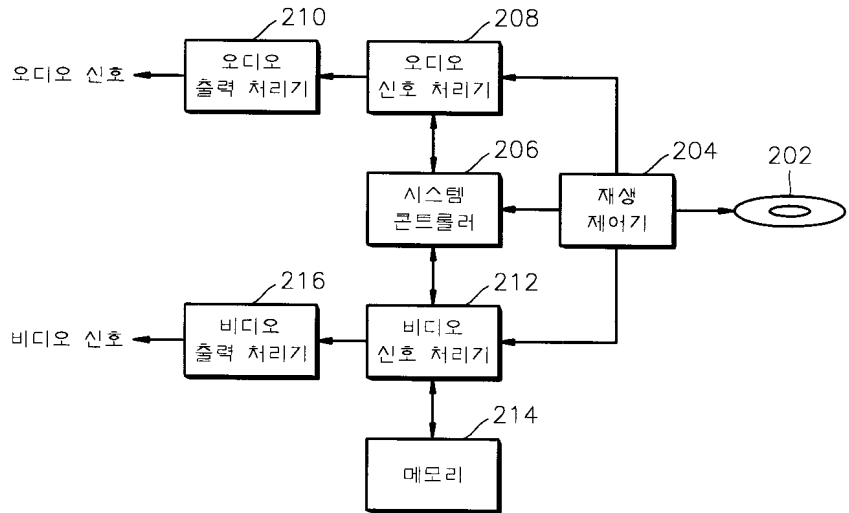 210
208
오디오 신호
오디오
출력 처리기
오디오
신호 처리기
206
204
202
시스템
콘트롤러
재생
제어기
216
212
비디오 신호
비디오
출력 처리기
비디오
신호 처리기
214
메모리